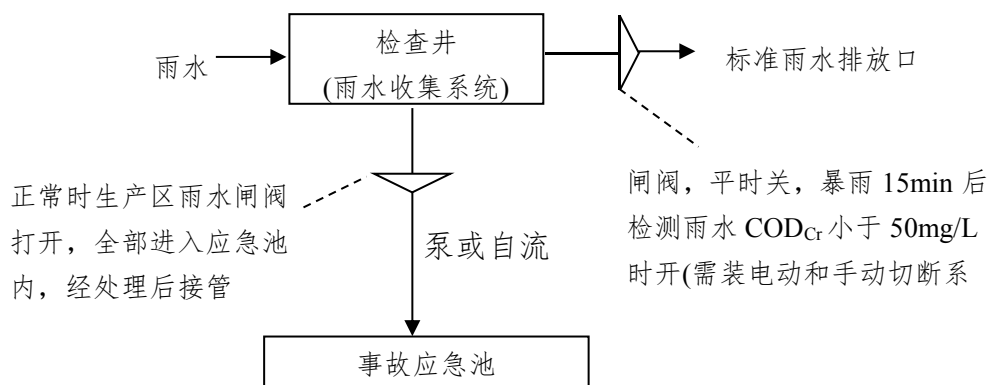 检查井
(雨水收集系统)
雨水
标准雨水排放口
正常时生产区雨水闸阀
打开，全部进入应急池
内，经处理后接管
泵或自流
闸阀，平时关，暴雨 15min 后
检测雨水 CODCr 小于 50mg/L
时开(需装电动和手动切断系
事故应急池